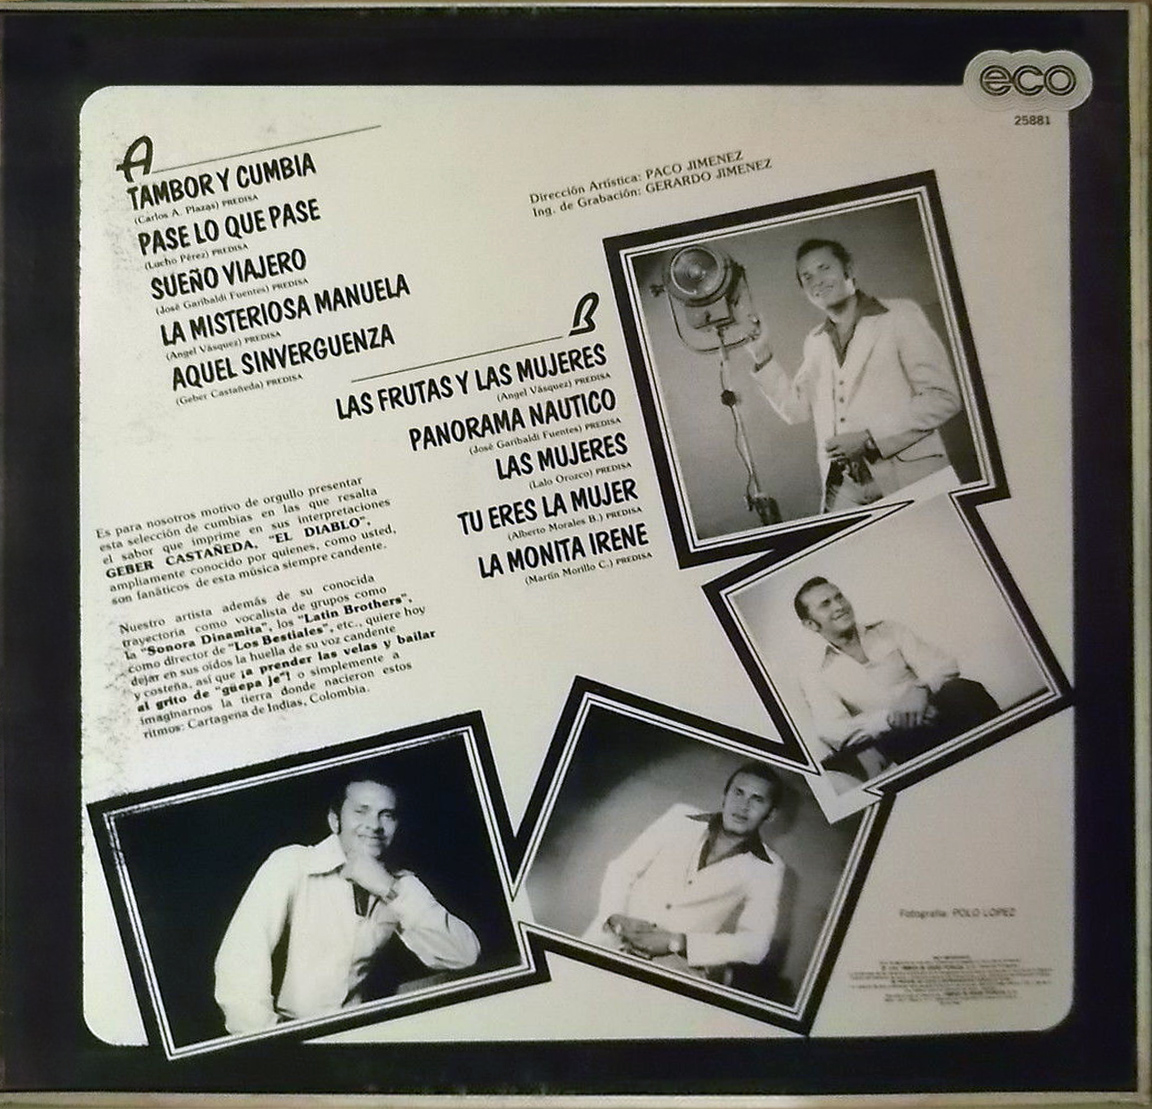 eco
25881
A
TAMBOR Y CUMBIA
(Carlos A. Plazas) PREDISA
PASE LO QUE PASE
(Lucho Pérez) PREDISA
SUEÑO VIAJERO
(José Garibaldi Fuentes) PREDISA
LA MISTERIOSA MANUELA
(Angel Vásquez) PREDISA
AQUEL SINVERGUENZA
(Geber Castañeda) PREDISA
Dirección Artística: PACO JIMENEZ
Ing. de Grabación: GERARDO JIMENEZ
B
LAS FRUTAS Y LAS MUJERES
(Angel Vásquez) PREDISA
PANORAMA NAUTICO
(José Garibaldi Fuentes) PREDISA
LAS MUJERES
(Lalo Orozco) PREDISA
TU ERES LA MUJER
(Alberto Morales B.) PREDISA
LA MONITA IRENE
(Martín Morillo C.) PREDISA
Es para nosotros motivo de orgullo presentar
esta selección de cumbias en las que resalta
el sabor que imprime en sus interpretaciones
GEBER CASTAÑEDA, "EL DIABLO",
ampliamente conocido por quienes, como usted,
son fanáticos de esta música siempre candente.
Nuestro artista además de su conocida
trayectoria como vocalista de grupos como
la "Sonora Dinamita", los "Latin Brothers",
como director de "Los Bestiales", etc., quiere hoy
dejar en sus oídos la huella de su voz candente
y costeña, así que ¡a prender las velas y bailar
al grito de "güepa je"! o simplemente a
imaginarnos la tierra donde nacieron estos
ritmos: Cartagena de Indias, Colombia.
Fotografía: POLO LOPEZ